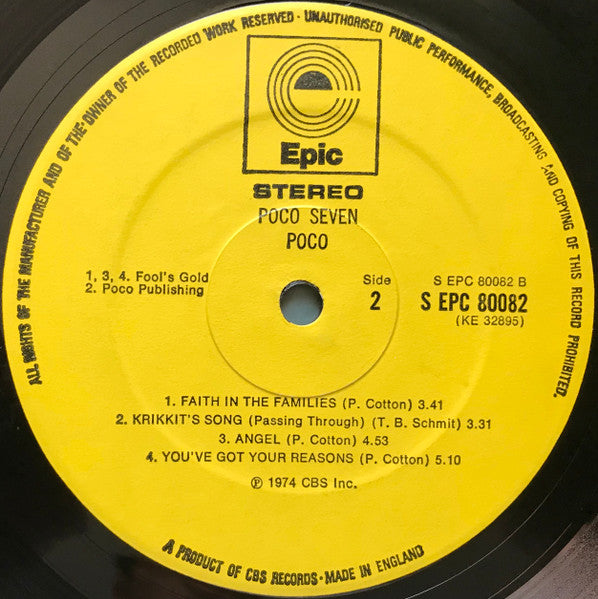 ALL RIGHTS OF THE MANUFACTURER AND OF THE OWNER OF THE RECORDED WORK RESERVED · UNAUTHORISED PUBLIC PERFORMANCE, BROADCASTING AND COPYING OF THIS RECORD PROHIBITED.
Epic
STEREO
POCO SEVEN
POCO
1, 3, 4. Fool's Gold
2. Poco Publishing
Side
2
S EPC 80082 B
S EPC 80082
(KE 32895)
1. FAITH IN THE FAMILIES (P. Cotton) 3.41
2. KRIKKIT'S SONG (Passing Through) (T. B. Schmit) 3.31
3. ANGEL (P. Cotton) 4.53
4. YOU'VE GOT YOUR REASONS (P. Cotton) 5.10
℗ 1974 CBS Inc.
A PRODUCT OF CBS RECORDS · MADE IN ENGLAND